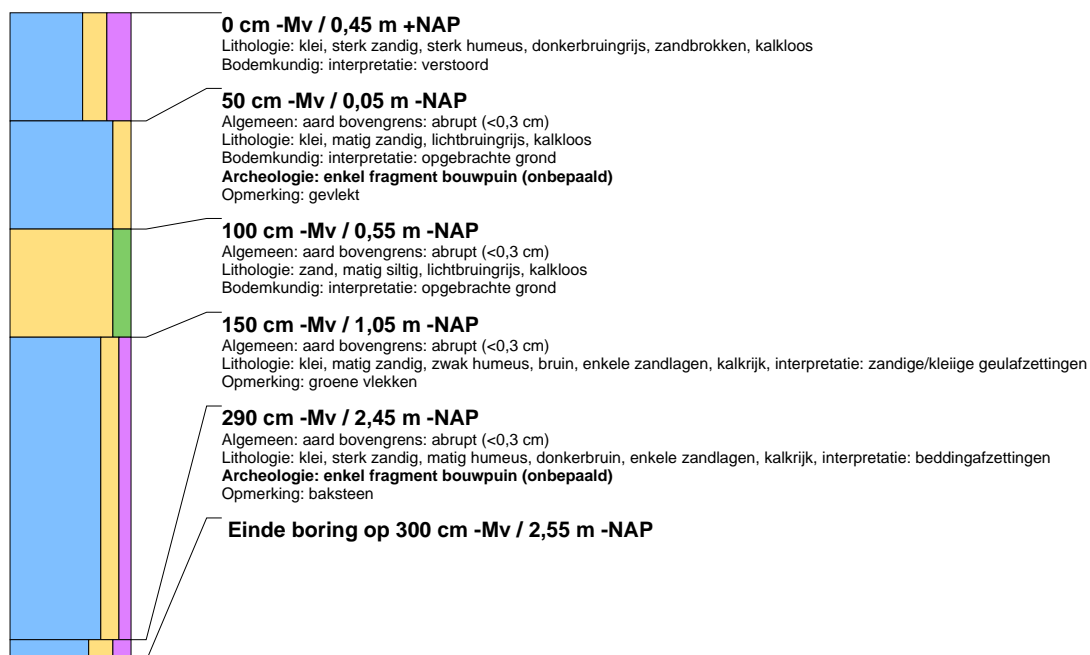 0 cm -Mv / 0,45 m +NAP
Lithologie: klei, sterk zandig, sterk humeus, donkerbruingrijs, zandbrokken, kalkloos
Bodemkundig: interpretatie: verstoord
50 cm -Mv / 0,05 m -NAP
Algemeen: aard bovengrens: abrupt (<0,3 cm)
Lithologie: klei, matig zandig, lichtbruingrijs, kalkloos
Bodemkundig: interpretatie: opgebrachte grond
Archeologie: enkel fragment bouwpuin (onbepaald)
Opmerking: gevlekt
100 cm -Mv / 0,55 m -NAP
Algemeen: aard bovengrens: abrupt (<0,3 cm)
Lithologie: zand, matig siltig, lichtbruingrijs, kalkloos
Bodemkundig: interpretatie: opgebrachte grond
150 cm -Mv / 1,05 m -NAP
Algemeen: aard bovengrens: abrupt (<0,3 cm)
Lithologie: klei, matig zandig, zwak humeus, bruin, enkele zandlagen, kalkrijk, interpretatie: zandige/kleiige geulafzettingen
Opmerking: groene vlekken
290 cm -Mv / 2,45 m -NAP
Algemeen: aard bovengrens: abrupt (<0,3 cm)
Lithologie: klei, sterk zandig, matig humeus, donkerbruin, enkele zandlagen, kalkrijk, interpretatie: beddingafzettingen
Archeologie: enkel fragment bouwpuin (onbepaald)
Opmerking: baksteen
Einde boring op 300 cm -Mv / 2,55 m -NAP